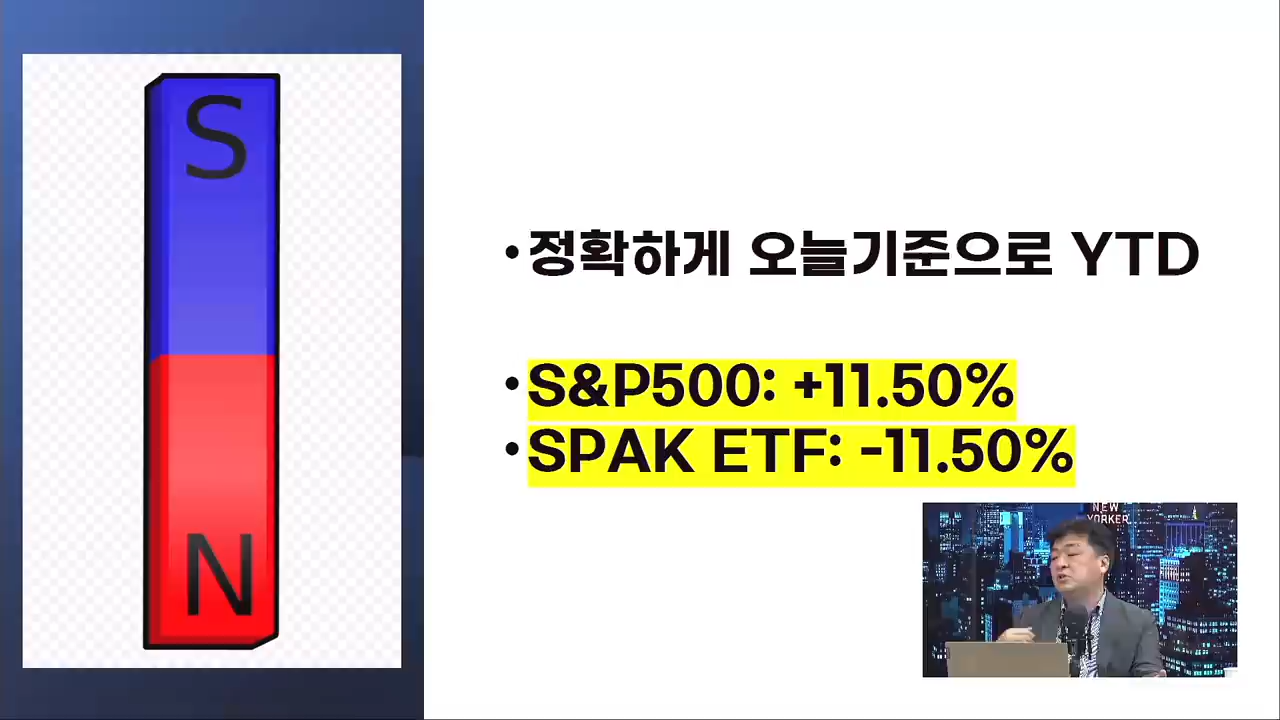 S
N
• 정확하게 오늘기준으로 YTD
• S&P500: +11.50%
• SPAK ETF: -11.50%
NEW
YORKER